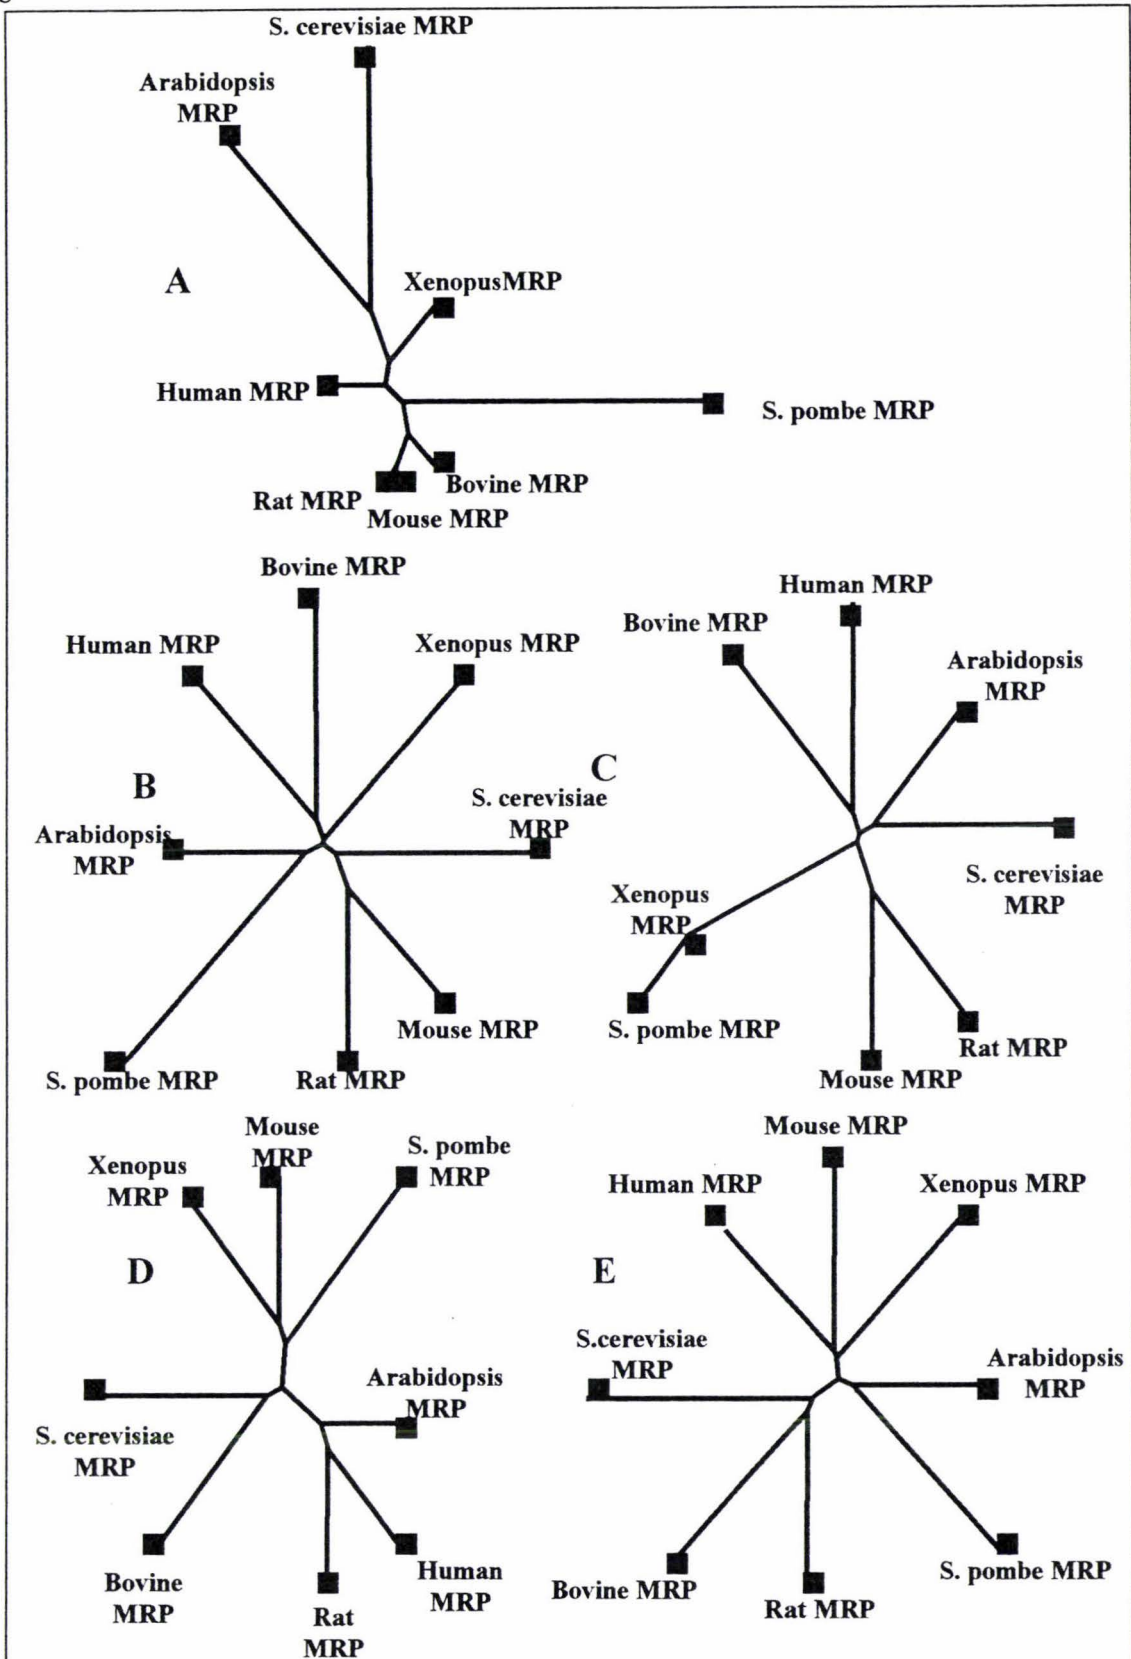 S. cerevisiae MRP
Arabidopsis
MRP
A
XenopusMRP
Human MRP
S. pombe MRP
Bovine MRP
Rat MRP
Mouse MRP
Bovine MRP
Human MRP
Xenopus MRP
B
S. cerevisiae
MRP
Arabidopsis
MRP
Mouse MRP
S. pombe MRP
Rat MRP
Human MRP
Bovine MRP
Arabidopsis
MRP
C
S. cerevisiae
MRP
Xenopus
MRP
S. pombe MRP
Rat MRP
Mouse MRP
Mouse
MRP
S. pombe
MRP
Xenopus
MRP
D
Arabidopsis
MRP
S. cerevisiae
MRP
Bovine
MRP
Human
MRP
Rat
MRP
Mouse MRP
Human MRP
Xenopus MRP
E
S.cerevisiae
MRP
Arabidopsis
MRP
S. pombe MRP
Bovine MRP
Rat MRP